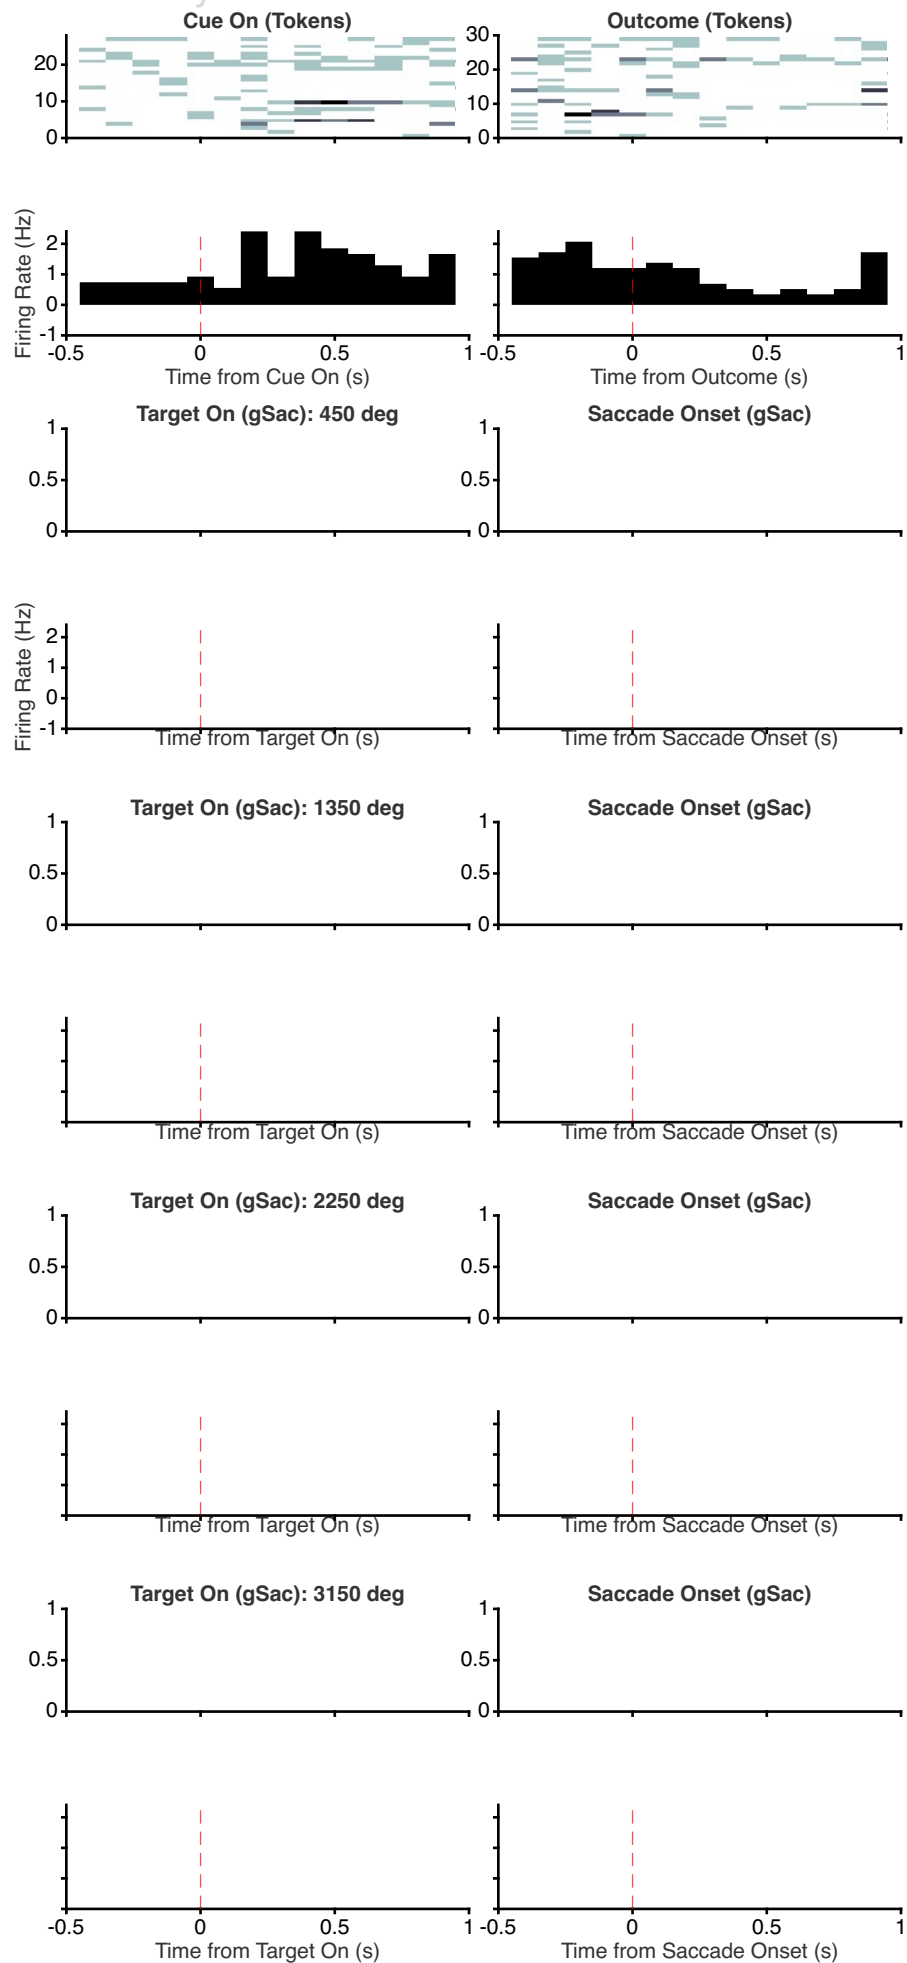 Cue On (Tokens) Outcome (Tokens)
30
20 20
10 10
0 0
Firing Rate (Hz)
2
1
0
-1
-0.5 0 0.5 1 -0.5 0 0.5 1
Time from Cue On (s) Time from Outcome (s)
Target On (gSac): 450 deg Saccade Onset (gSac)
1 1
0.5 0.5
0 0
Firing Rate (Hz)
2
1
0
-1
Time from Target On (s) Time from Saccade Onset (s)
Target On (gSac): 1350 deg Saccade Onset (gSac)
1 1
0.5 0.5
0 0
Time from Target On (s) Time from Saccade Onset (s)
Target On (gSac): 2250 deg Saccade Onset (gSac)
1 1
0.5 0.5
0 0
Time from Target On (s) Time from Saccade Onset (s)
Target On (gSac): 3150 deg Saccade Onset (gSac)
1 1
0.5 0.5
0 0
-0.5 0 0.5 1 -0.5 0 0.5 1
Time from Target On (s) Time from Saccade Onset (s)